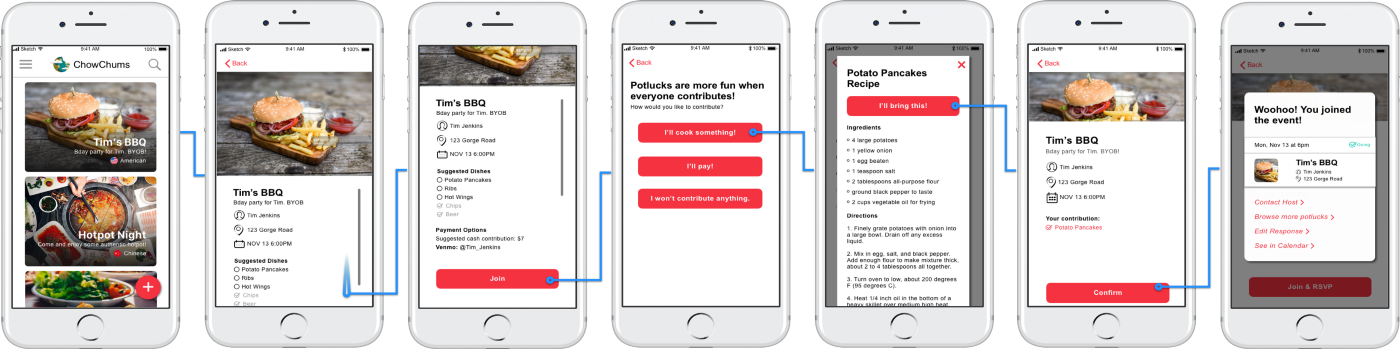 Sketch
9:41 AM
100%
ChowChums
Tim's BBQ
Bday party for Tim. BYOB!
American
Hotpot Night
Come and enjoy some authentic hotpot!
Chinese
+
Sketch
9:41 AM
100%
Back
Tim's BBQ
Bday party for Tim. BYOB
Tim Jenkins
123 Gorge Road
NOV 13 6:00PM
Suggested Dishes
Potato Pancakes
Ribs
Hot Wings
Chips
Beer
Sketch
9:41 AM
100%
Tim's BBQ
Bday party for Tim. BYOB
Tim Jenkins
123 Gorge Road
NOV 13 6:00PM
Suggested Dishes
Potato Pancakes
Ribs
Hot Wings
Chips
Beer
Payment Options
Suggested cash contribution: $7
Venmo: @Tim_Jenkins
Join
Sketch
9:41 AM
100%
Back
Potlucks are more fun when
everyone contributes!
How would you like to contribute?
I'll cook something!
I'll pay!
I won't contribute anything.
Sketch
9:41 AM
100%
Potato Pancakes
Recipe
I'll bring this!
Ingredients
4 large potatoes
1 yellow onion
1 egg beaten
1 teaspoon salt
2 tablespoons all-purpose flour
ground black pepper to taste
2 cups vegetable oil for frying
Directions
1. Finely grate potatoes with onion into
a large bowl. Drain off any excess
liquid.
2. Mix in egg, salt, and black pepper.
Add enough flour to make mixture thick,
about 2 to 4 tablespoons all together.
3. Turn oven to low, about 200 degrees
F (95 degrees C).
4. Heat 1/4 inch oil in the bottom of a
heavy skillet over medium high heat.
Sketch
9:41 AM
100%
Back
Tim's BBQ
Bday party for Tim. BYOB!
Tim Jenkins
123 Gorge Road
NOV 13 6:00PM
Your contribution:
Potato Pancakes
Confirm
Sketch
9:41 AM
100%
Back
Woohoo! You joined
the event!
Mon, Nov 13 at 6pm
Going
Tim's BBQ
Tim Jenkins
123 Gorge Road
Contact Host >
Browse more potlucks >
Edit Response >
See in Calendar >
Join & RSVP